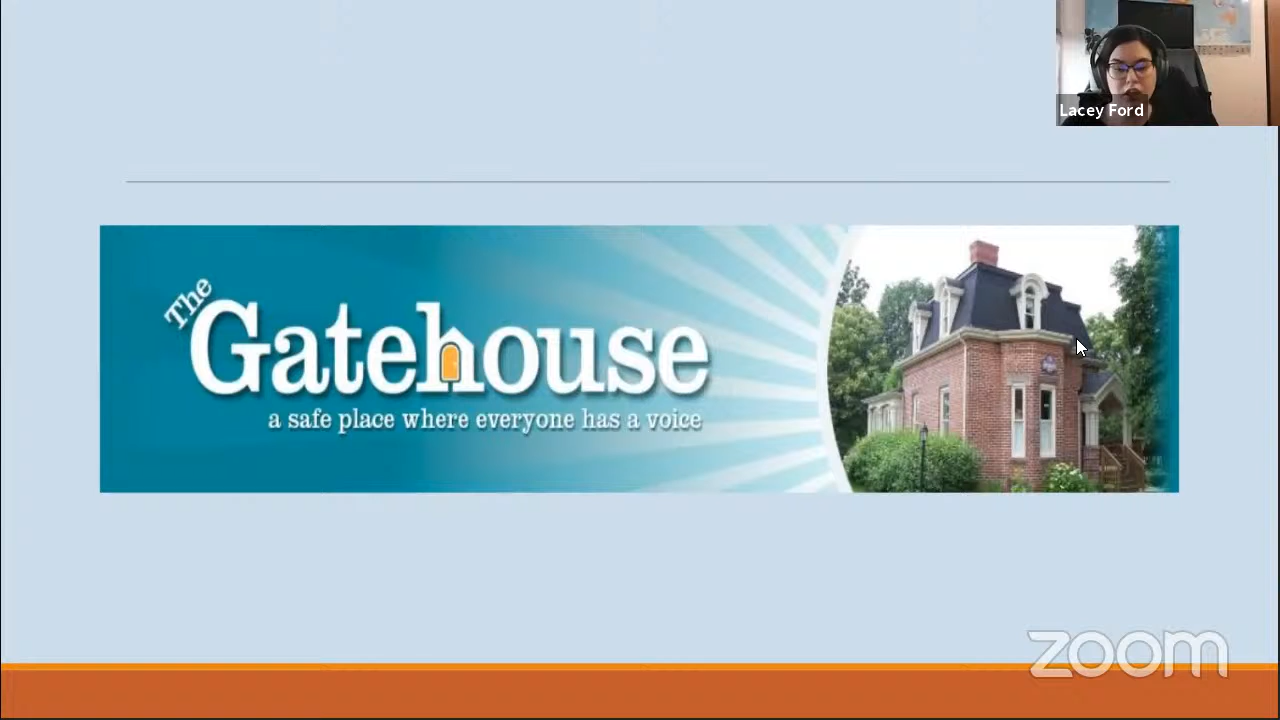 Lacey Ford
The
Gatehouse
a safe place where everyone has a voice
zoom